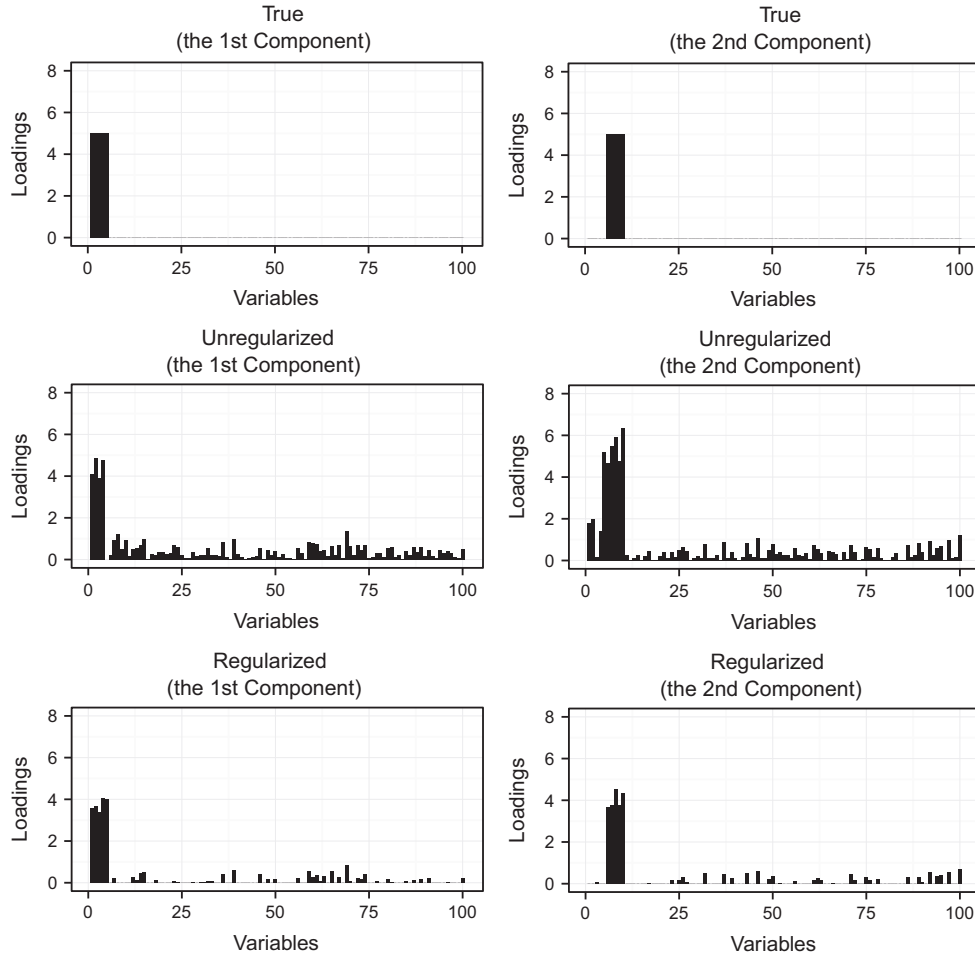 True
(the 1st Component)
8
6
4
2
0
Loadings
0 25 50 75 100
Variables
True
(the 2nd Component)
8
6
4
2
0
Loadings
0 25 50 75 100
Variables
Unregularized
(the 1st Component)
8
6
4
2
0
Loadings
0 25 50 75 100
Variables
Unregularized
(the 2nd Component)
8
6
4
2
0
Loadings
0 25 50 75 100
Variables
Regularized
(the 1st Component)
8
6
4
2
0
Loadings
0 25 50 75 100
Variables
Regularized
(the 2nd Component)
8
6
4
2
0
Loadings
0 25 50 75 100
Variables